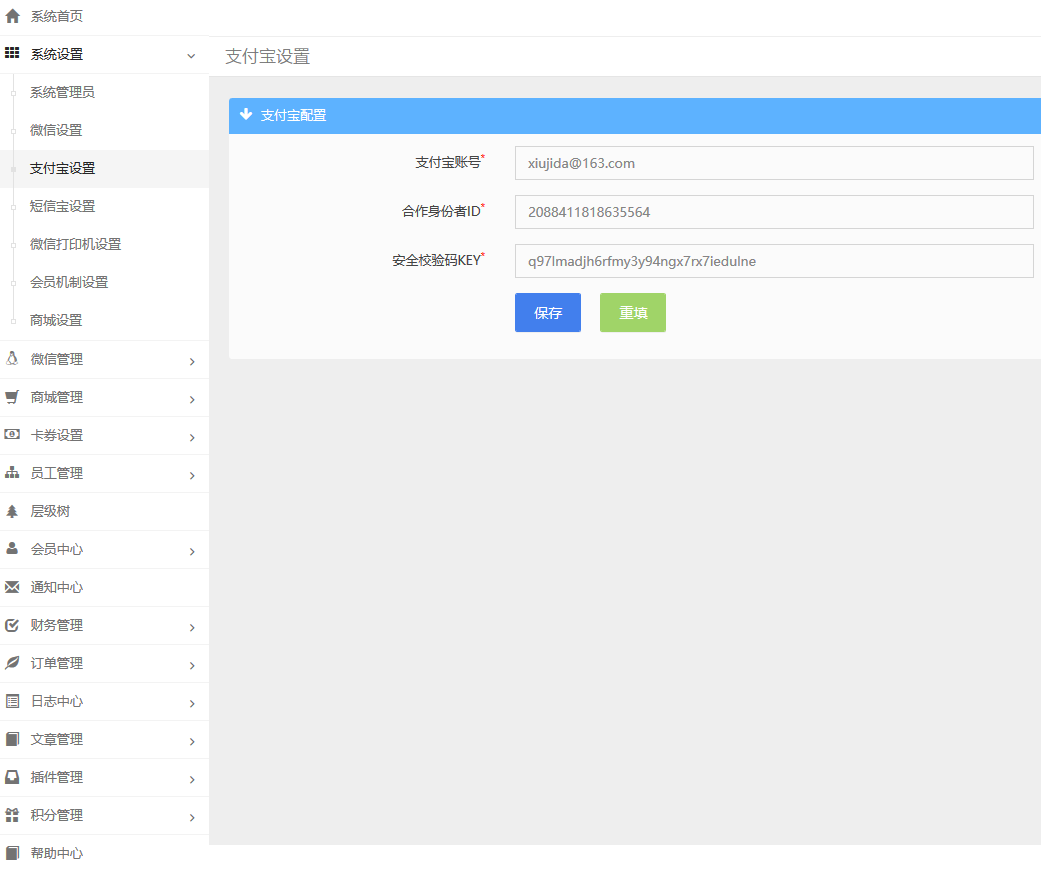 系统首页
系统设置
系统管理员
微信设置
支付宝设置
短信宝设置
微信打印机设置
会员机制设置
商城设置
微信管理
商城管理
卡券设置
员工管理
层级树
会员中心
通知中心
财务管理
订单管理
日志中心
文章管理
插件管理
积分管理
帮助中心
支付宝设置
支付宝配置
支付宝账号*
xiujida@163.com
合作身份者ID*
2088411818635564
安全校验码KEY*
q97lmadjh6rfmy3y94ngx7rx7iedulne
保存
重填